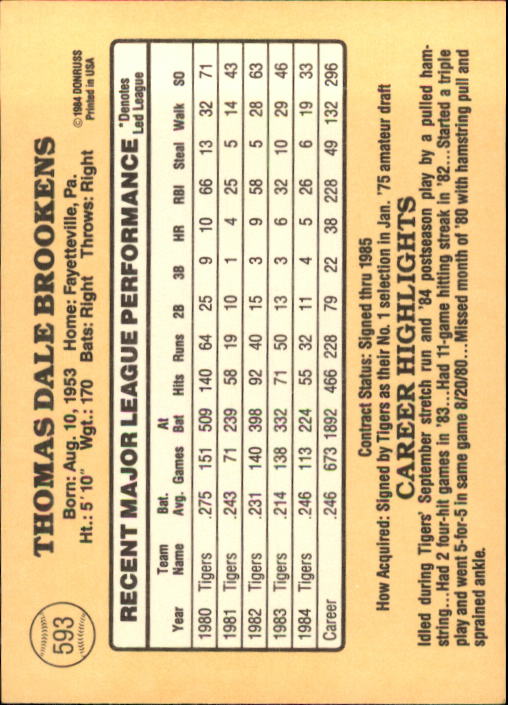 593
THOMAS DALE BROOKENS
Born: Aug. 10, 1953 Home: Fayetteville, Pa.
Ht.: 5'10" Wgt.: 170 Bats: Right Throws: Right
©1984 DONRUSS
Printed in USA
RECENT MAJOR LEAGUE PERFORMANCE
*Denotes
Led League
Year Team Name Bat. Avg. Games At Bat Hits Runs 2B 3B HR RBI Steal Walk SO
1980 Tigers .275 151 509 140 64 25 9 10 66 13 32 71
1981 Tigers .243 71 239 58 19 10 1 4 25 5 14 43
1982 Tigers .231 140 398 92 40 15 3 9 58 5 28 63
1983 Tigers .214 138 332 71 50 13 3 6 32 10 29 46
1984 Tigers .246 113 224 55 32 11 4 5 26 6 19 33
Career .246 673 1892 466 228 79 22 38 228 49 132 296
Contract Status: Signed thru 1985
How Acquired: Signed by Tigers as their No. 1 selection in Jan. '75 amateur draft
CAREER HIGHLIGHTS
Idled during Tigers' September stretch run and '84 postseason play by a pulled ham-
string...Had 2 four-hit games in '83...Had 11-game hitting streak in '82...Started a triple
play and went 5-for-5 in same game 8/20/80...Missed month of '80 with hamstring pull and
sprained ankle.